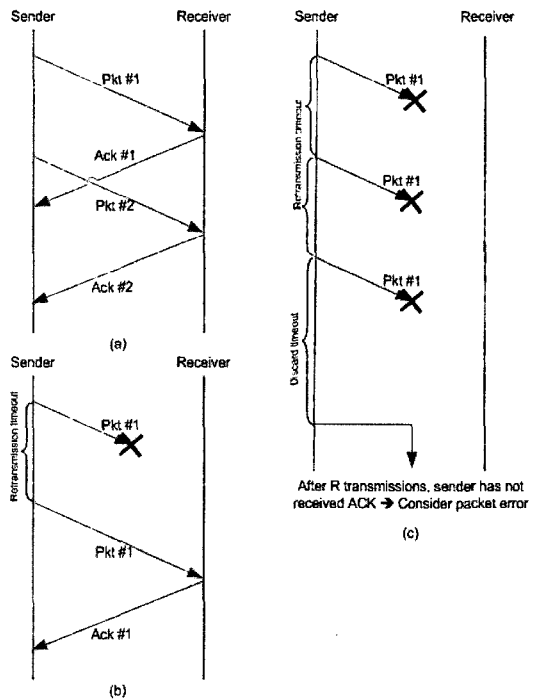 Sender
Receiver
Pkt #1
Ack #1
Pkt #2
Ack #2
(a)
Sender
Receiver
Retransmission timeout
Pkt #1
Pkt #1
Ack #1
(b)
Sender
Receiver
Retransmission timeout
Pkt #1
Pkt #1
Pkt #1
Discard timeout
After R transmissions, sender has not
received ACK ➔ Consider packet error
(c)